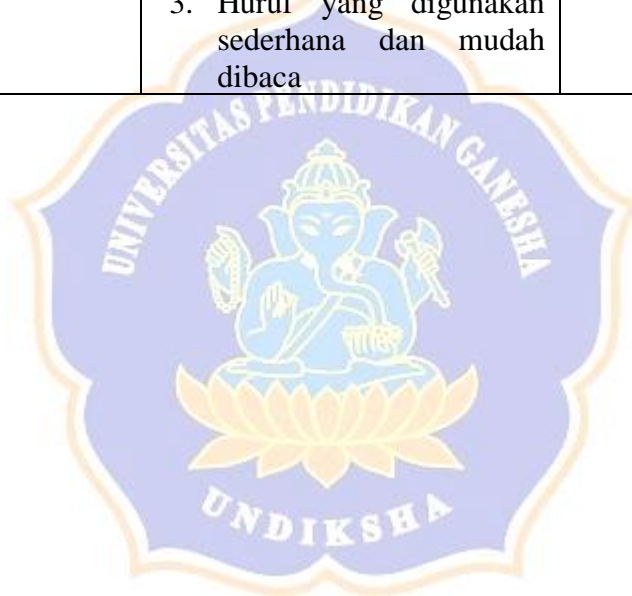 3. Huruf yang digunakan
sederhana dan mudah
dibaca
UNIVERSITAS PENDIDIKAN GANESHA
UNDIKSHA